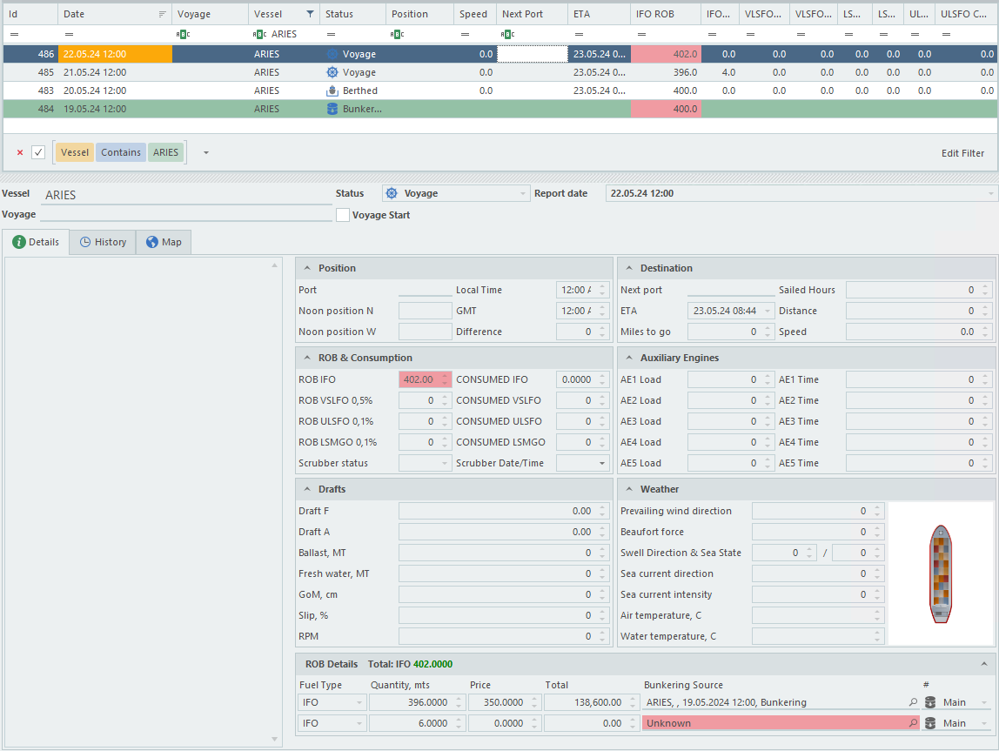 Id Date Voyage Vessel Status Position Speed Next Port ETA IFO ROB IFO... VLSFO... VLSFO... LS... LS... UL... ULSFO C...
= = ABC ABC ARIES = ABC = ABC = = = = = = = = =
486 22.05.24 12:00 ARIES Voyage 0.0 23.05.24 0... 402.0 0.0 0.0 0.0 0.0 0.0 0.0 0.0
485 21.05.24 12:00 ARIES Voyage 0.0 23.05.24 0... 396.0 4.0 0.0 0.0 0.0 0.0 0.0 0.0
483 20.05.24 12:00 ARIES Berthed 0.0 23.05.24 0... 400.0 0.0 0.0 0.0 0.0 0.0 0.0 0.0
484 19.05.24 12:00 ARIES Bunker... 400.0
Vessel Contains ARIES Edit Filter
Vessel ARIES Status Voyage Report date 22.05.24 12:00
Voyage Voyage Start
Details History Map
Position Destination
Port Local Time 12:00 A Next port Sailed Hours 0
Noon position N GMT 12:00 A ETA 23.05.24 08:44 Distance 0
Noon position W Difference 0 Miles to go 0 Speed 0.0
ROB & Consumption Auxiliary Engines
ROB IFO 402.00 CONSUMED IFO 0.0000 AE1 Load 0 AE1 Time 0
ROB VSLFO 0,5% 0 CONSUMED VSLFO 0 AE2 Load 0 AE2 Time 0
ROB ULSFO 0,1% 0 CONSUMED ULSFO 0 AE3 Load 0 AE3 Time 0
ROB LSMGO 0,1% 0 CONSUMED LSMGO 0 AE4 Load 0 AE4 Time 0
Scrubber status Scrubber Date/Time AE5 Load 0 AE5 Time 0
Drafts Weather
Draft F 0.00 Prevailing wind direction 0
Draft A 0.00 Beaufort force 0
Ballast, MT 0 Swell Direction & Sea State 0 / 0
Fresh water, MT 0 Sea current direction 0
GoM, cm 0 Sea current intensity 0
Slip, % 0 Air temperature, C
RPM 0 Water temperature, C
ROB Details Total: IFO 402.0000
Fuel Type Quantity, mts Price Total Bunkering Source #
IFO 396.0000 350.0000 138,600.00 ARIES, , 19.05.2024 12:00, Bunkering Main
IFO 6.0000 0.0000 0.00 Unknown Main